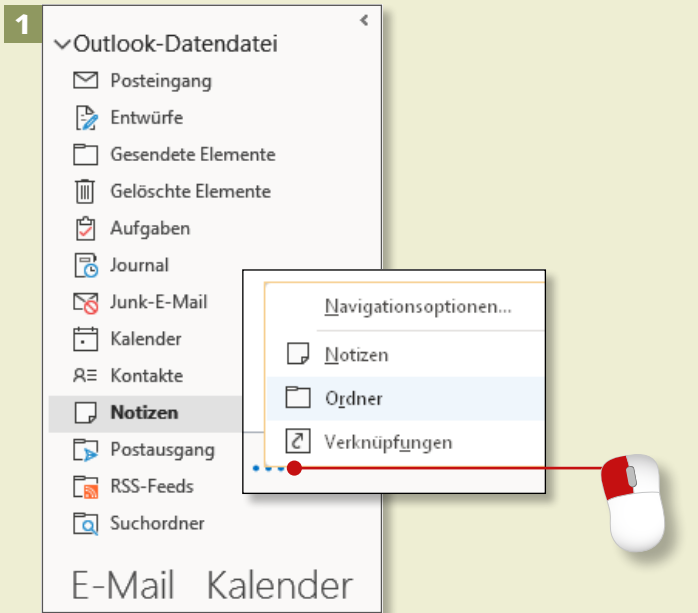 1
Outlook-Datendatei
Posteingang
Entwürfe
Gesendete Elemente
Gelöschte Elemente
Aufgaben
Journal
Junk-E-Mail
Kalender
Kontakte
Notizen
Postausgang
RSS-Feeds
Suchordner
E-Mail Kalender
Navigationsoptionen...
Notizen
Ordner
Verknüpfungen